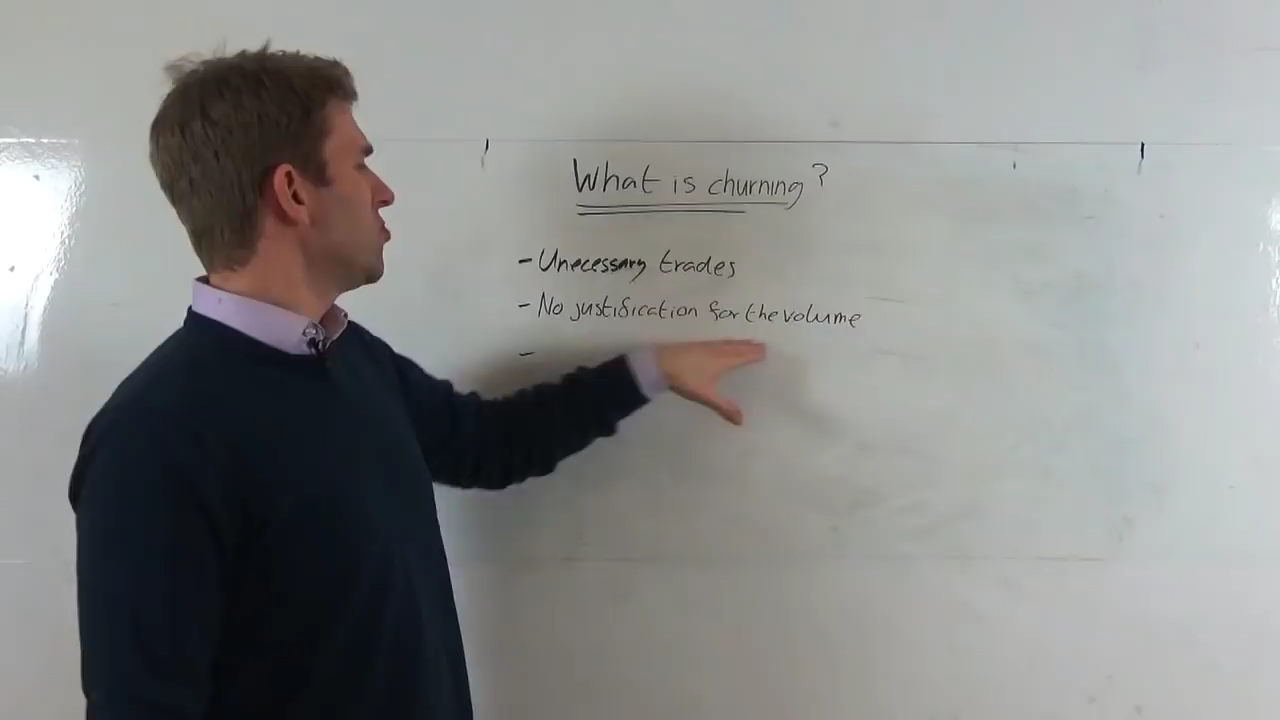 What is churning?
- Unecessary trades
- No justification for the volume
-